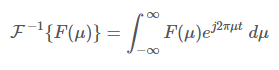 ℱ⁻¹{F(μ)} = ∫_{-∞}^{∞} F(μ)e^{j2πμt} dμ